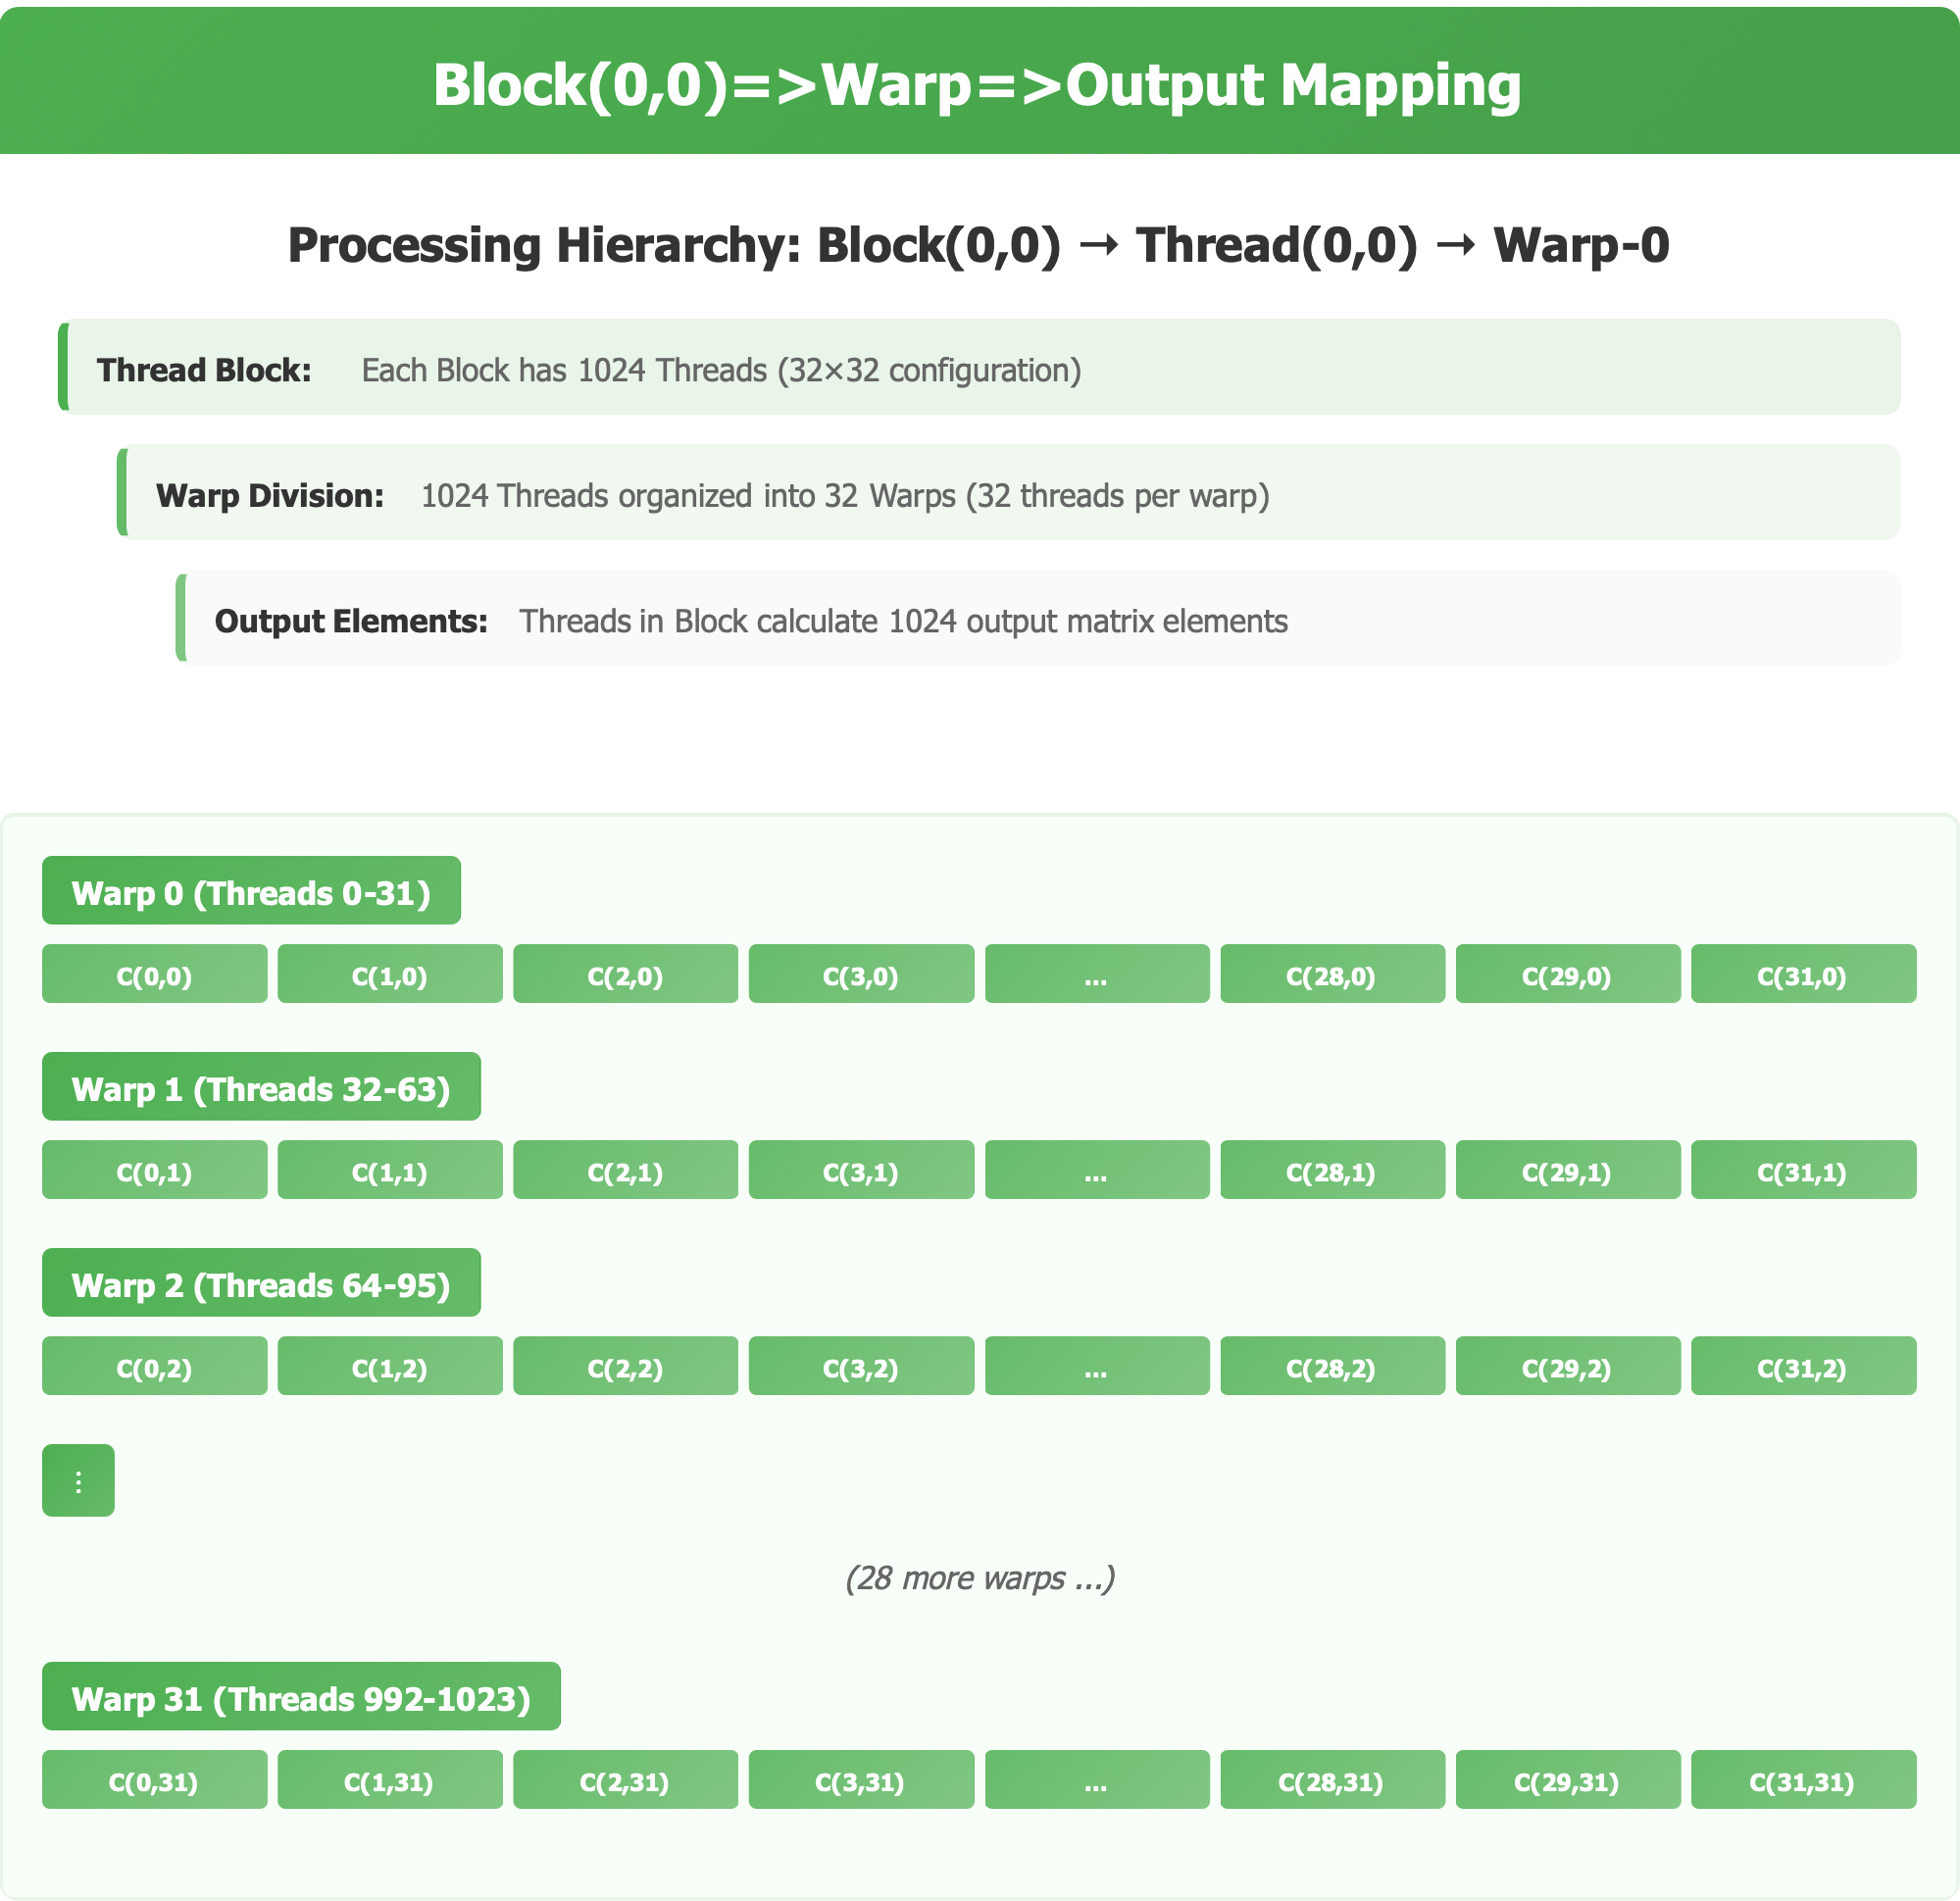 Block(0,0)=>Warp=>Output Mapping
Processing Hierarchy: Block(0,0) → Thread(0,0) → Warp-0
Thread Block: Each Block has 1024 Threads (32×32 configuration)
Warp Division: 1024 Threads organized into 32 Warps (32 threads per warp)
Output Elements: Threads in Block calculate 1024 output matrix elements
Warp 0 (Threads 0-31)
C(0,0) C(1,0) C(2,0) C(3,0) ... C(28,0) C(29,0) C(31,0)
Warp 1 (Threads 32-63)
C(0,1) C(1,1) C(2,1) C(3,1) ... C(28,1) C(29,1) C(31,1)
Warp 2 (Threads 64-95)
C(0,2) C(1,2) C(2,2) C(3,2) ... C(28,2) C(29,2) C(31,2)
⋮
(28 more warps ...)
Warp 31 (Threads 992-1023)
C(0,31) C(1,31) C(2,31) C(3,31) ... C(28,31) C(29,31) C(31,31)